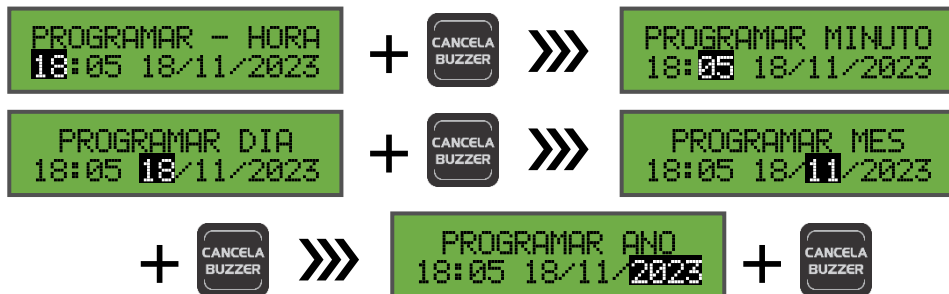 PROGRAMAR - HORA
18:05 18/11/2023
+
CANCELA
BUZZER
PROGRAMAR MINUTO
18:05 18/11/2023
PROGRAMAR DIA
18:05 18/11/2023
+
CANCELA
BUZZER
PROGRAMAR MES
18:05 18/11/2023
+
CANCELA
BUZZER
PROGRAMAR ANO
18:05 18/11/2023
+
CANCELA
BUZZER